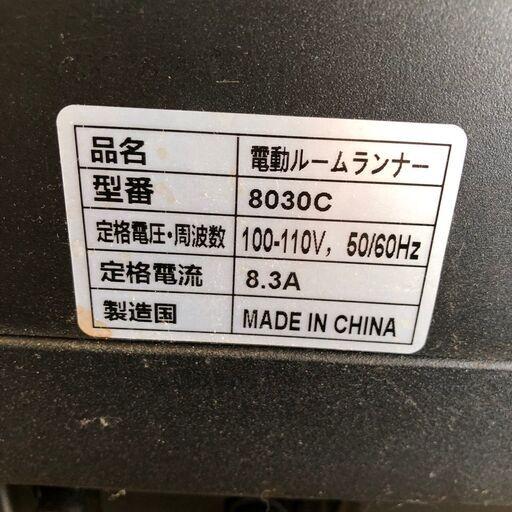 品名 電動ルームランナー
型番 8030C
定格電圧・周波数 100-110V, 50/60Hz
定格電流 8.3A
製造国 MADE IN CHINA